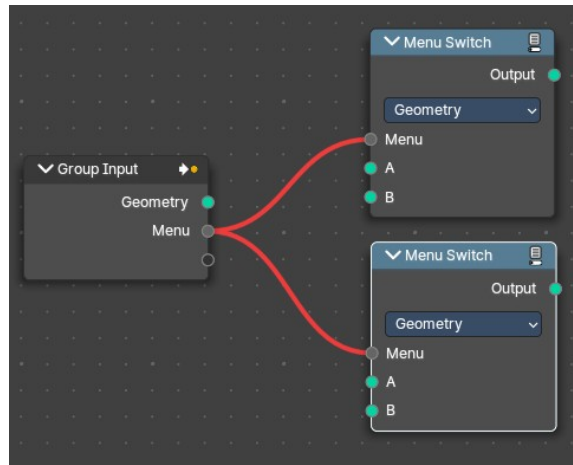 Menu Switch
Output
Geometry
Menu
A
B
Group Input
Geometry
Menu
Menu Switch
Output
Geometry
Menu
A
B